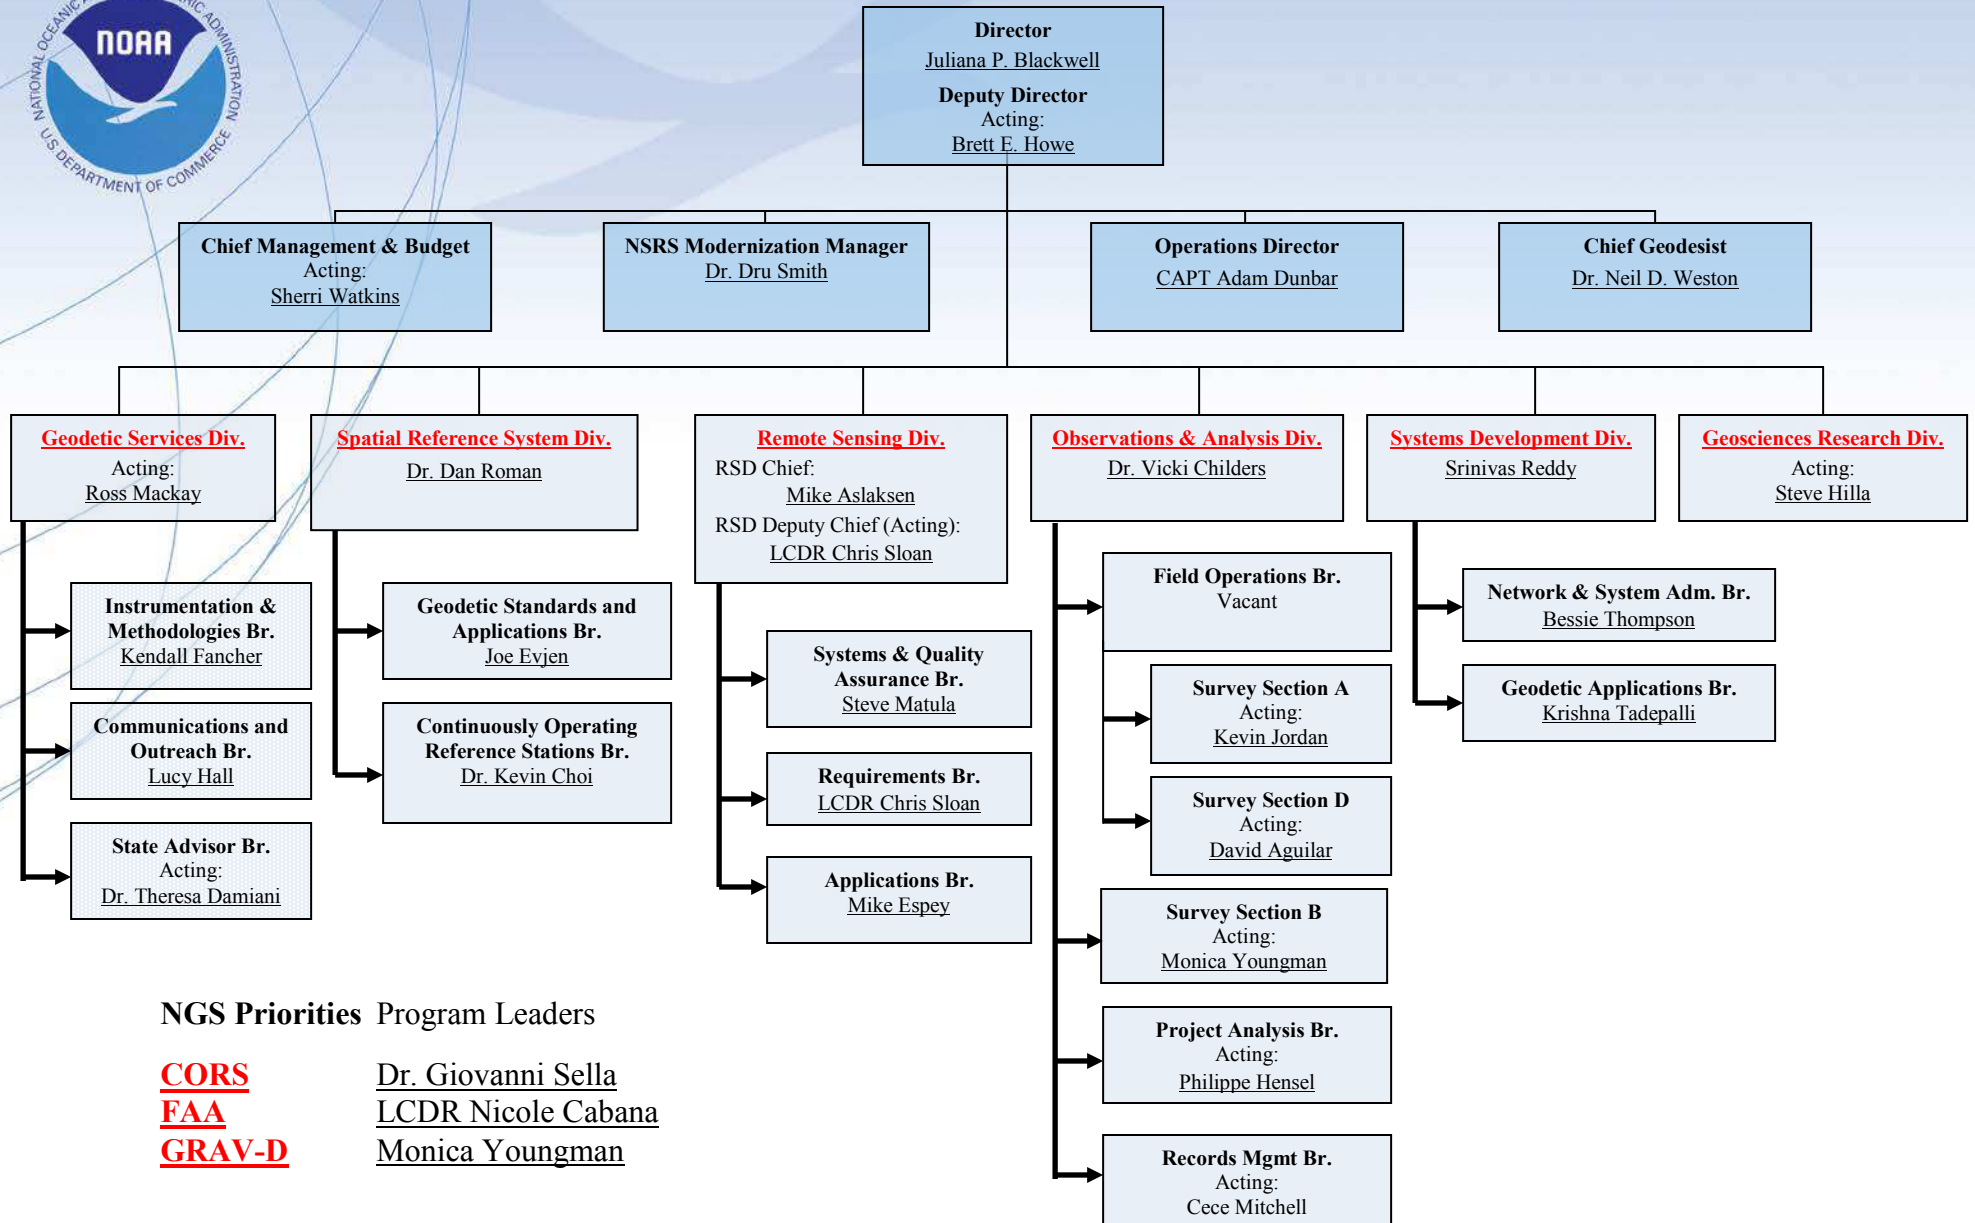 NOAA
NATIONAL OCEANIC ADMINISTRATION
U.S. DEPARTMENT OF COMMERCE
Director
Juliana P. Blackwell
Deputy Director
Acting:
Brett E. Howe
Chief Management & Budget
Acting:
Sherri Watkins
NSRS Modernization Manager
Dr. Dru Smith
Operations Director
CAPT Adam Dunbar
Chief Geodesist
Dr. Neil D. Weston
Geodetic Services Div.
Acting:
Ross Mackay
Instrumentation &
Methodologies Br.
Kendall Fancher
Communications and
Outreach Br.
Lucy Hall
State Advisor Br.
Acting:
Dr. Theresa Damiani
Spatial Reference System Div.
Dr. Dan Roman
Geodetic Standards and
Applications Br.
Joe Evjen
Continuously Operating
Reference Stations Br.
Dr. Kevin Choi
Remote Sensing Div.
RSD Chief:
Mike Aslaksen
RSD Deputy Chief (Acting):
LCDR Chris Sloan
Systems & Quality
Assurance Br.
Steve Matula
Requirements Br.
LCDR Chris Sloan
Applications Br.
Mike Espey
Observations & Analysis Div.
Dr. Vicki Childers
Field Operations Br.
Vacant
Survey Section A
Acting:
Kevin Jordan
Survey Section D
Acting:
David Aguilar
Survey Section B
Acting:
Monica Youngman
Project Analysis Br.
Acting:
Philippe Hensel
Records Mgmt Br.
Acting:
Cece Mitchell
Systems Development Div.
Srinivas Reddy
Network & System Adm. Br.
Bessie Thompson
Geodetic Applications Br.
Krishna Tadepalli
Geosciences Research Div.
Acting:
Steve Hilla
NGS Priorities Program Leaders
CORS Dr. Giovanni Sella
FAA LCDR Nicole Cabana
GRAV-D Monica Youngman